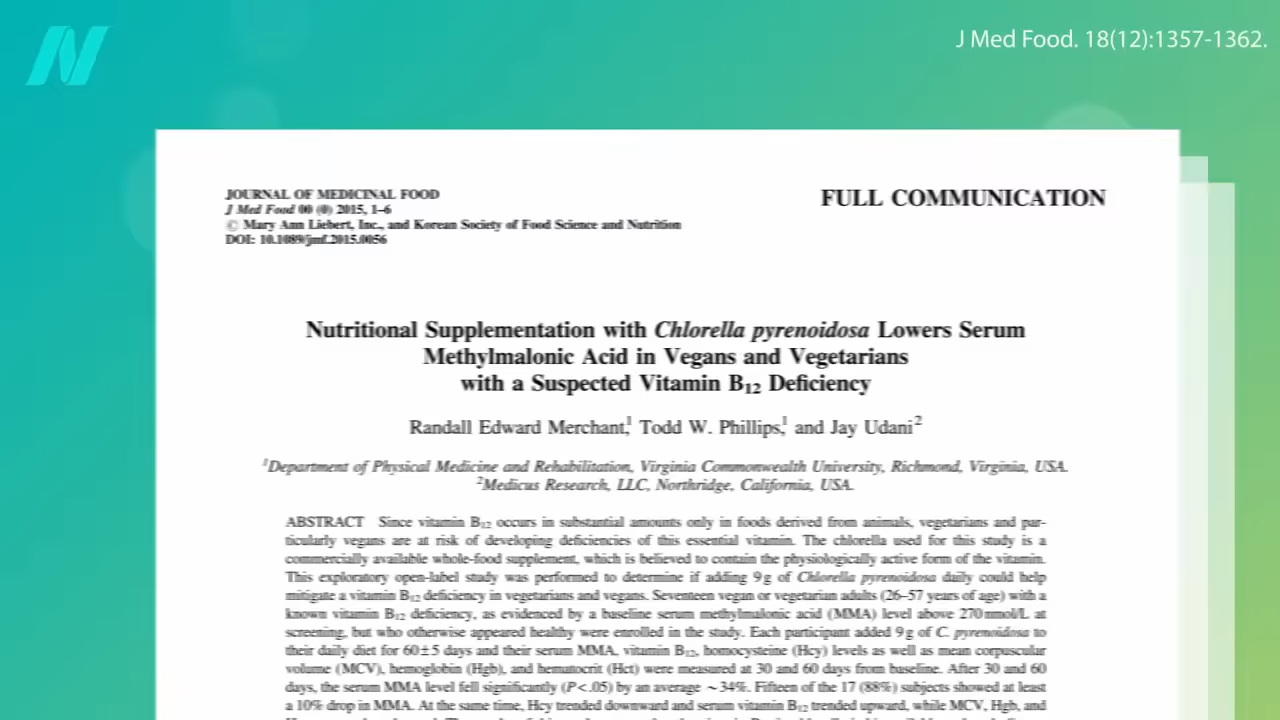 J Med Food. 18(12):1357-1362.
JOURNAL OF MEDICINAL FOOD
J Med Food 00 (0) 2015, 1–6
© Mary Ann Liebert, Inc., and Korean Society of Food Science and Nutrition
DOI: 10.1089/jmf.2015.0056
FULL COMMUNICATION
Nutritional Supplementation with Chlorella pyrenoidosa Lowers Serum
Methylmalonic Acid in Vegans and Vegetarians
with a Suspected Vitamin B12 Deficiency
Randall Edward Merchant,1 Todd W. Phillips,1 and Jay Udani2
1Department of Physical Medicine and Rehabilitation, Virginia Commonwealth University, Richmond, Virginia, USA.
2Medicus Research, LLC, Northridge, California, USA.
ABSTRACT Since vitamin B12 occurs in substantial amounts only in foods derived from animals, vegetarians and par-
ticularly vegans are at risk of developing deficiencies of this essential vitamin. The chlorella used for this study is a
commercially available whole-food supplement, which is believed to contain the physiologically active form of the vitamin.
This exploratory open-label study was performed to determine if adding 9 g of Chlorella pyrenoidosa daily could help
mitigate a vitamin B12 deficiency in vegetarians and vegans. Seventeen vegan or vegetarian adults (26–57 years of age) with a
known vitamin B12 deficiency, as evidenced by a baseline serum methylmalonic acid (MMA) level above 270 nmol/L at
screening, but who otherwise appeared healthy were enrolled in the study. Each participant added 9 g of C. pyrenoidosa to
their daily diet for 60±5 days and their serum MMA, vitamin B12, homocysteine (Hcy) levels as well as mean corpuscular
volume (MCV), hemoglobin (Hgb), and hematocrit (Hct) were measured at 30 and 60 days from baseline. After 30 and 60
days, the serum MMA level fell significantly (P<.05) by an average ~34%. Fifteen of the 17 (88%) subjects showed at least
a 10% drop in MMA. At the same time, Hcy trended downward and serum vitamin B12 trended upward, while MCV, Hgb, and